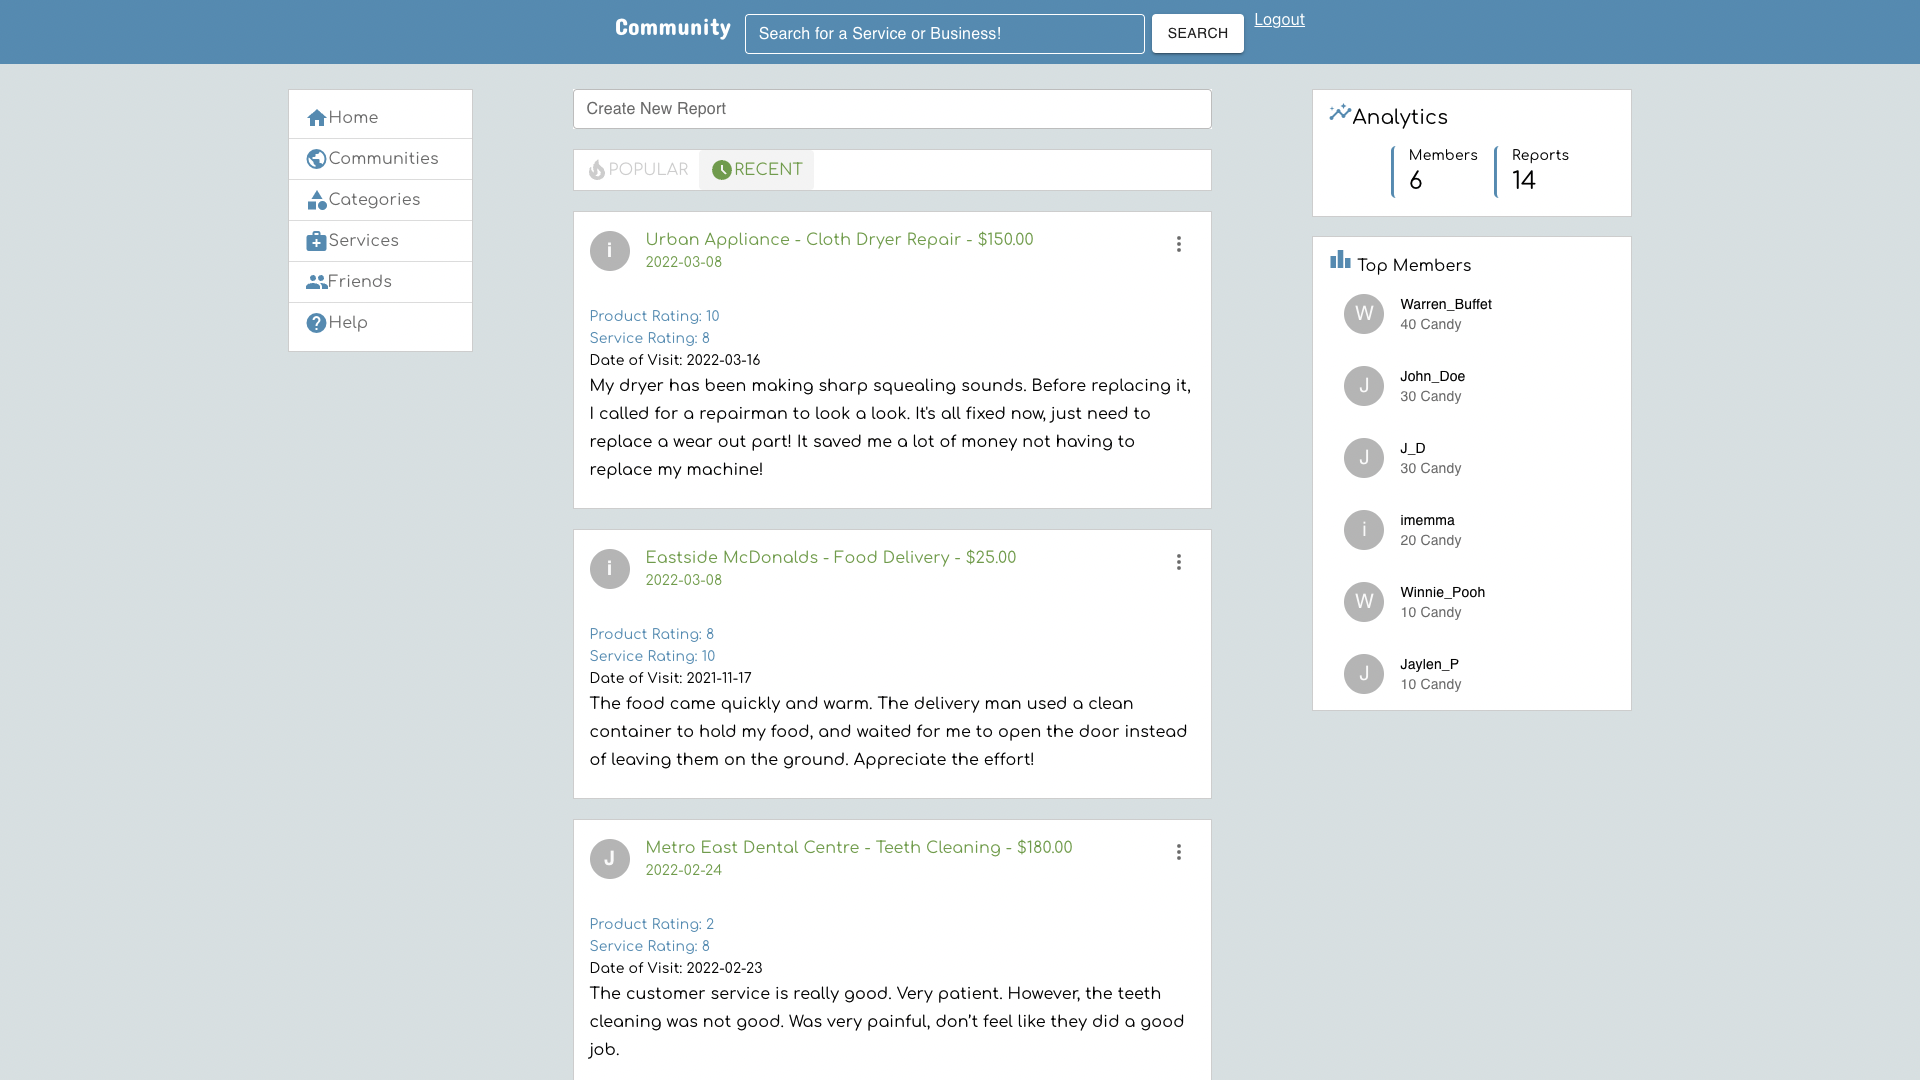 Community
Search for a Service or Business!
SEARCH
Logout
Home
Communities
Categories
Services
Friends
Help
Create New Report
POPULAR
RECENT
i
Urban Appliance - Cloth Dryer Repair - $150.00
2022-03-08
Product Rating: 10
Service Rating: 8
Date of Visit: 2022-03-16
My dryer has been making sharp squealing sounds. Before replacing it,
I called for a repairman to look a look. It's all fixed now, just need to
replace a wear out part! It saved me a lot of money not having to
replace my machine!
i
Eastside McDonalds - Food Delivery - $25.00
2022-03-08
Product Rating: 8
Service Rating: 10
Date of Visit: 2021-11-17
The food came quickly and warm. The delivery man used a clean
container to hold my food, and waited for me to open the door instead
of leaving them on the ground. Appreciate the effort!
J
Metro East Dental Centre - Teeth Cleaning - $180.00
2022-02-24
Product Rating: 2
Service Rating: 8
Date of Visit: 2022-02-23
The customer service is really good. Very patient. However, the teeth
cleaning was not good. Was very painful, don’t feel like they did a good
job.
Analytics
Members
6
Reports
14
Top Members
W
Warren_Buffet
40 Candy
J
John_Doe
30 Candy
J
J_D
30 Candy
i
imemma
20 Candy
W
Winnie_Pooh
10 Candy
J
Jaylen_P
10 Candy